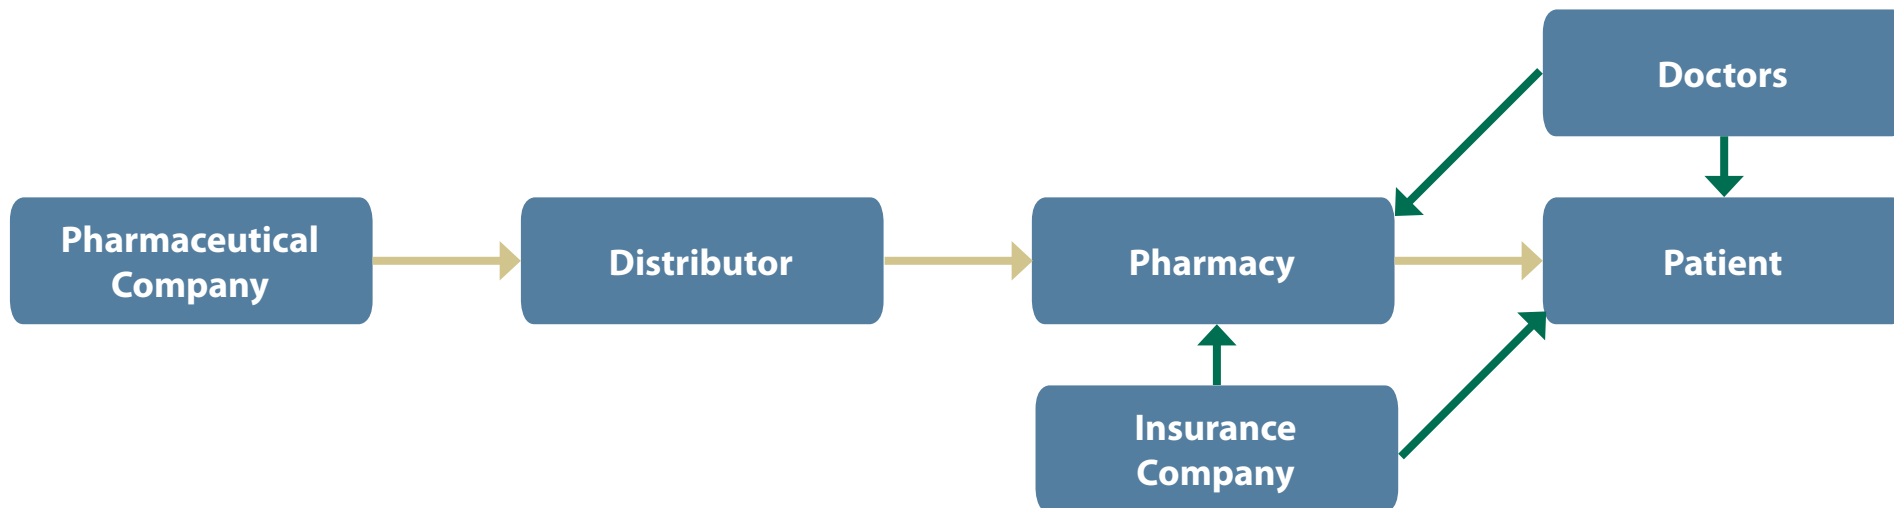 Doctors
Pharmaceutical
Company
Distributor
Pharmacy
Patient
Insurance
Company